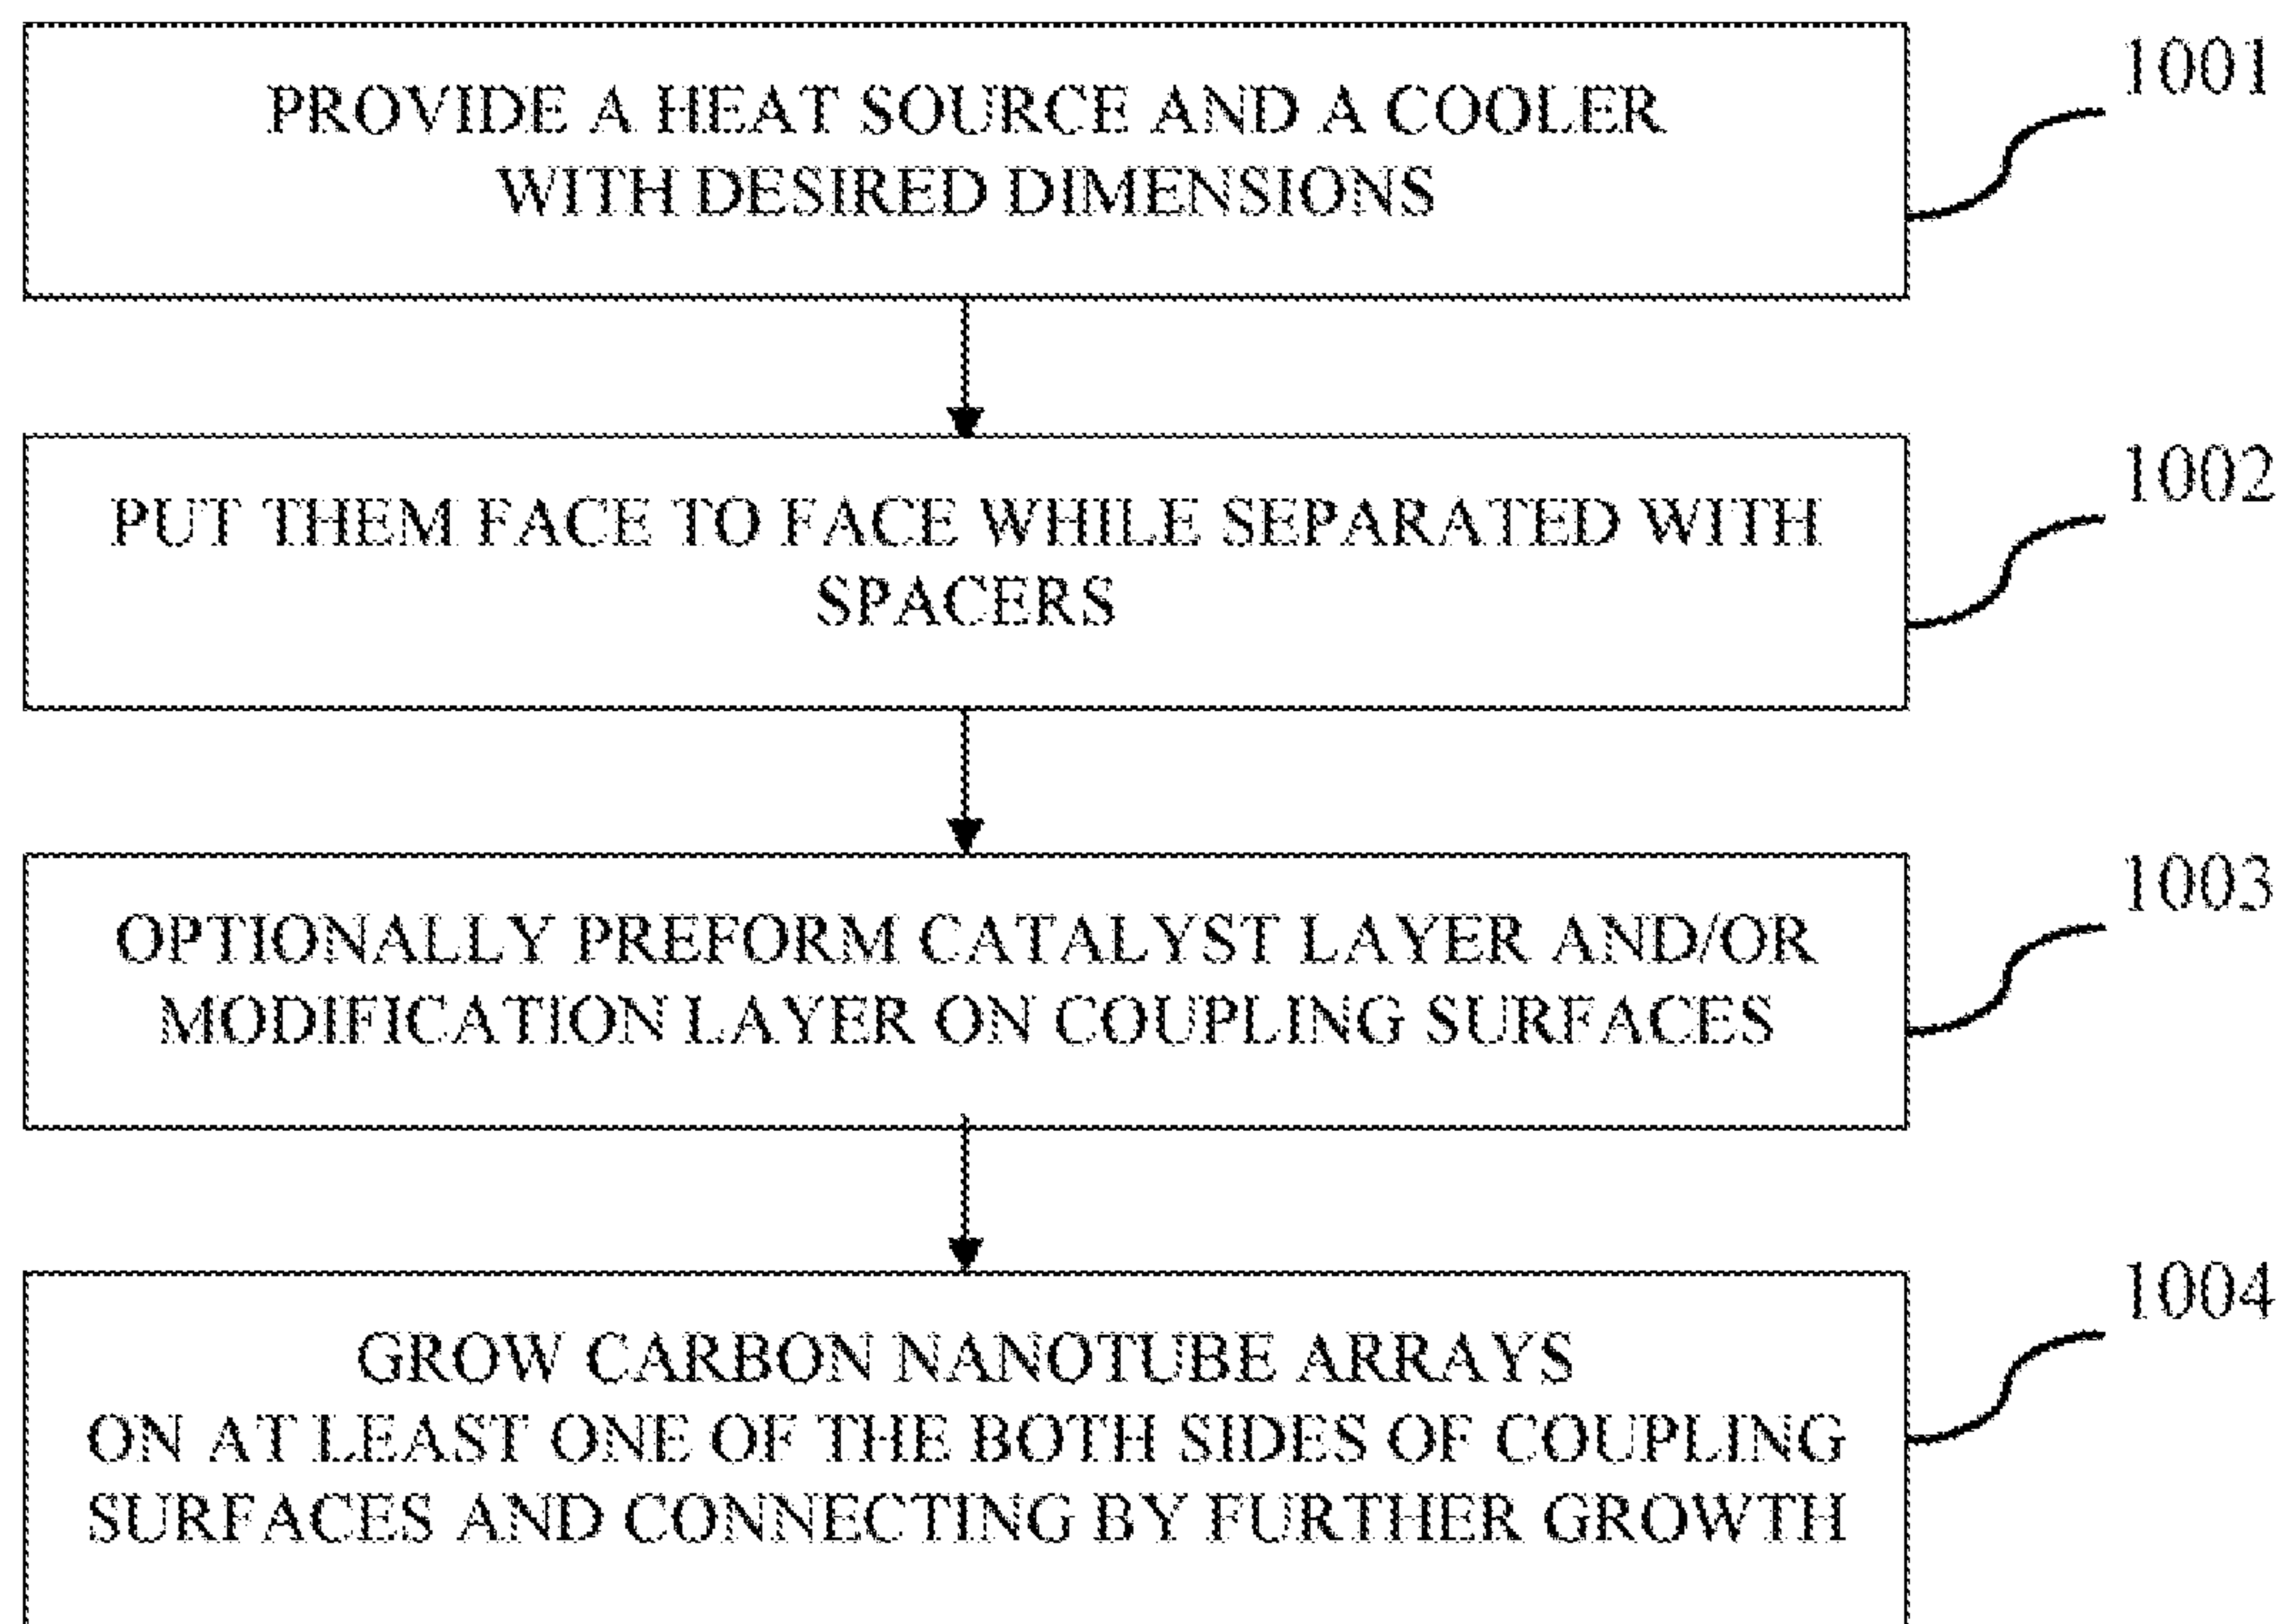 PROVIDE A HEAT SOURCE AND A COOLER
WITH DESIRED DIMENSIONS
1001
PUT THEM FACE TO FACE WHILE SEPARATED WITH
SPACERS
1002
OPTIONALLY PREFORM CATALYST LAYER AND/OR
MODIFICATION LAYER ON COUPLING SURFACES
1003
GROW CARBON NANOTUBE ARRAYS
ON AT LEAST ONE OF THE BOTH SIDES OF COUPLING
SURFACES AND CONNECTING BY FURTHER GROWTH
1004